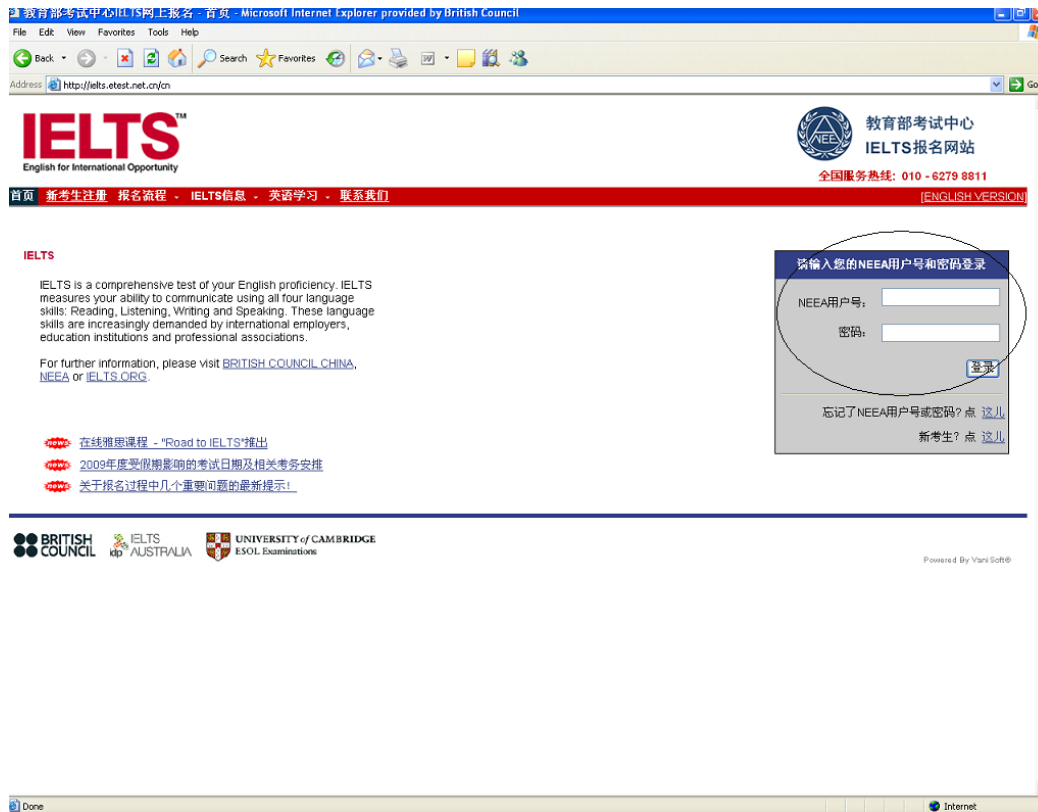 教育部考试中心IELTS网上报名 - 首页 - Microsoft Internet Explorer provided by British Council
File Edit View Favorites Tools Help
Back Search Favorites
Address http://ielts.etest.net.cn/cn Go
IELTS™
English for International Opportunity
NEE
教育部考试中心
IELTS报名网站
全国服务热线: 010 - 6279 8811
首页 新考生注册 报名流程 IELTS信息 英语学习 联系我们 [ENGLISH VERSION]
IELTS
IELTS is a comprehensive test of your English proficiency. IELTS
measures your ability to communicate using all four language
skills: Reading, Listening, Writing and Speaking. These language
skills are increasingly demanded by international employers,
education institutions and professional associations.
For further information, please visit BRITISH COUNCIL CHINA,
NEEA or IELTS.ORG.
news 在线雅思课程 - "Road to IELTS"推出
news 2009年度受假期影响的考试日期及相关考务安排
news 关于报名过程中几个重要问题的最新提示!
请输入您的NEEA用户号和密码登录
NEEA用户号:
密码:
登录
忘记了NEEA用户号或密码? 点 这儿
新考生? 点 这儿
BRITISH
COUNCIL
idp IELTS
AUSTRALIA
UNIVERSITY of CAMBRIDGE
ESOL Examinations
Powered By VaniSoft®
Done Internet